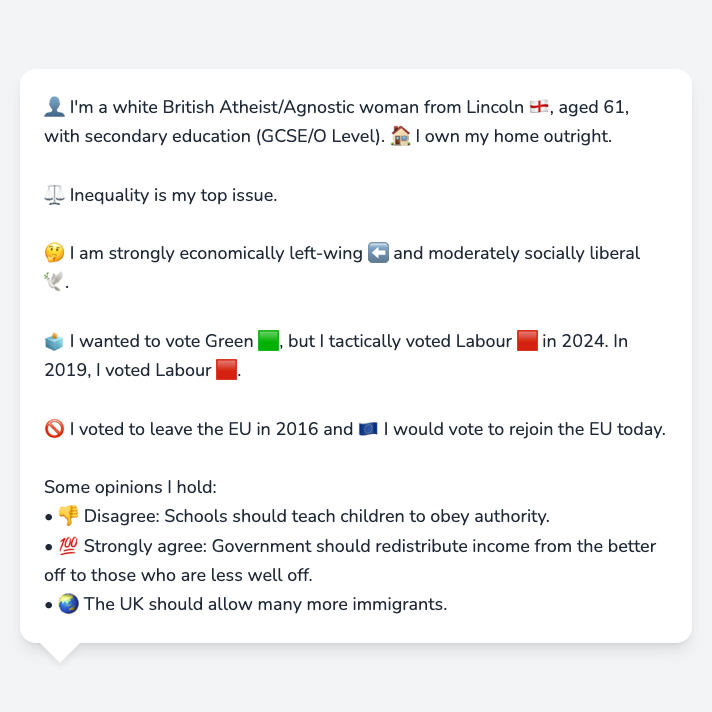 👤 I'm a white British Atheist/Agnostic woman from Lincoln 🏴󠁧󠁢󠁥󠁮󠁧󠁿, aged 61,
with secondary education (GCSE/O Level). 🏠 I own my home outright.
⚖️ Inequality is my top issue.
🤔 I am strongly economically left-wing ⬅️ and moderately socially liberal
🕊️.
🗳️ I wanted to vote Green 🟩, but I tactically voted Labour 🟥 in 2024. In
2019, I voted Labour 🟥.
🚫 I voted to leave the EU in 2016 and 🇪🇺 I would vote to rejoin the EU today.
Some opinions I hold:
• 👎 Disagree: Schools should teach children to obey authority.
• 💯 Strongly agree: Government should redistribute income from the better
off to those who are less well off.
• 🌏 The UK should allow many more immigrants.